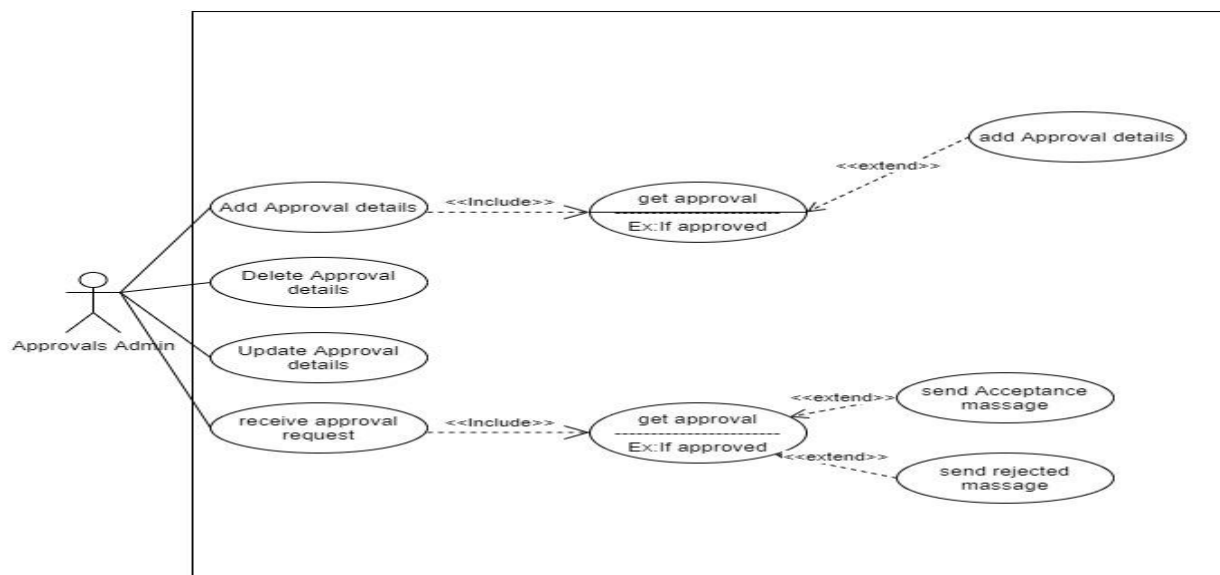 add Approval details
<<extend>>
Add Approval details
<<Include>>
get approval
Ex:If approved
Delete Approval
details
Approvals Admin
Update Approval
details
receive approval
request
<<Include>>
get approval
Ex:If approved
<<extend>>
send Acceptance
massage
<<extend>>
send rejected
massage